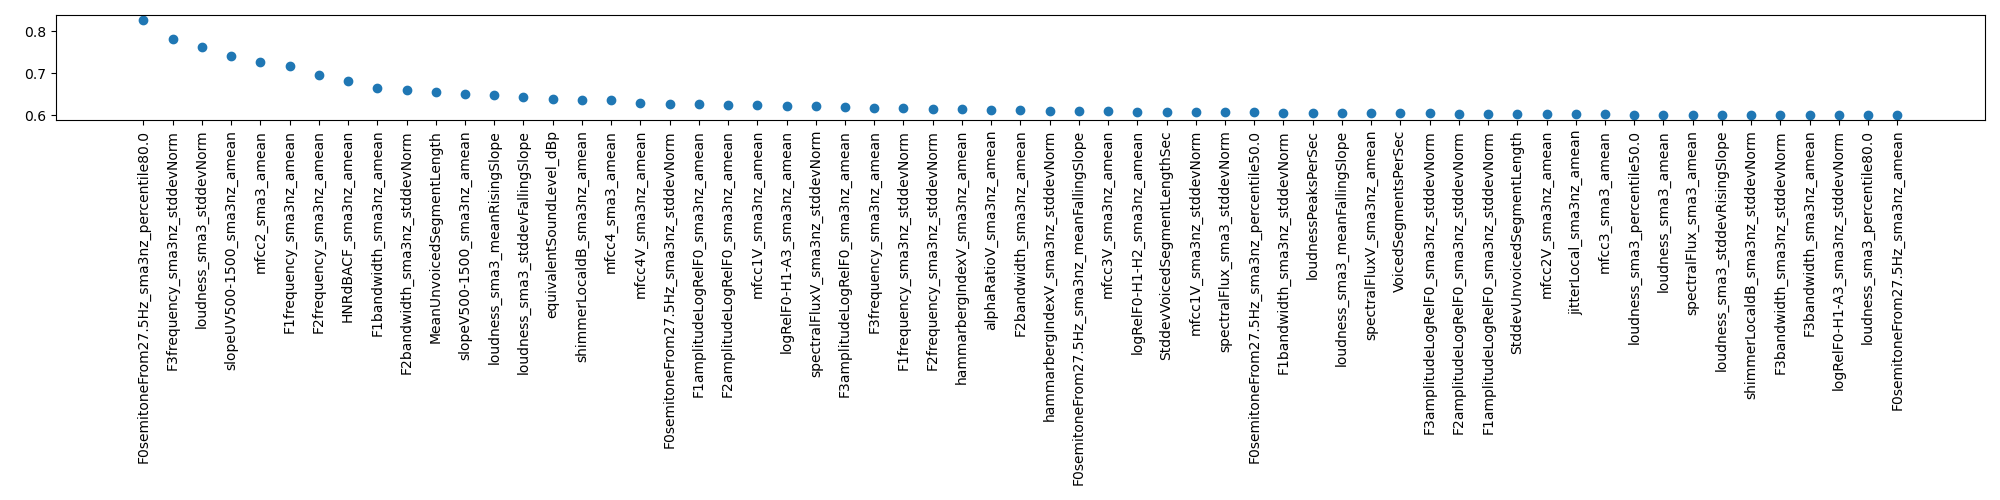 0.8
0.7
0.6
F0semitoneFrom27.5Hz_sma3nz_percentile80.0
F3frequency_sma3nz_stddevNorm
loudness_sma3_stddevNorm
slopeUV500-1500_sma3nz_amean
mfcc2_sma3_amean
F1frequency_sma3nz_amean
F2frequency_sma3nz_amean
HNRdBACF_sma3nz_amean
F1bandwidth_sma3nz_amean
F2bandwidth_sma3nz_stddevNorm
MeanUnvoicedSegmentLength
slopeV500-1500_sma3nz_amean
loudness_sma3_meanRisingSlope
loudness_sma3_stddevFallingSlope
equivalentSoundLevel_dBp
shimmerLocaldB_sma3nz_amean
mfcc4_sma3_amean
mfcc4V_sma3nz_amean
F0semitoneFrom27.5Hz_sma3nz_stddevNorm
F1amplitudeLogRelF0_sma3nz_amean
F2amplitudeLogRelF0_sma3nz_amean
mfcc1V_sma3nz_amean
logRelF0-H1-A3_sma3nz_amean
spectralFluxV_sma3nz_stddevNorm
F3amplitudeLogRelF0_sma3nz_amean
F3frequency_sma3nz_amean
F1frequency_sma3nz_stddevNorm
F2frequency_sma3nz_stddevNorm
hammarbergIndexV_sma3nz_amean
alphaRatioV_sma3nz_amean
F2bandwidth_sma3nz_amean
hammarbergIndexV_sma3nz_stddevNorm
F0semitoneFrom27.5Hz_sma3nz_meanFallingSlope
mfcc3V_sma3nz_amean
logRelF0-H1-H2_sma3nz_amean
StddevVoicedSegmentLengthSec
mfcc1V_sma3nz_stddevNorm
spectralFlux_sma3_stddevNorm
F0semitoneFrom27.5Hz_sma3nz_percentile50.0
F1bandwidth_sma3nz_stddevNorm
loudnessPeaksPerSec
loudness_sma3_meanFallingSlope
spectralFluxV_sma3nz_amean
VoicedSegmentsPerSec
F3amplitudeLogRelF0_sma3nz_stddevNorm
F2amplitudeLogRelF0_sma3nz_stddevNorm
F1amplitudeLogRelF0_sma3nz_stddevNorm
StddevUnvoicedSegmentLength
mfcc2V_sma3nz_amean
jitterLocal_sma3nz_amean
mfcc3_sma3_amean
loudness_sma3_percentile50.0
loudness_sma3_amean
spectralFlux_sma3_amean
loudness_sma3_stddevRisingSlope
shimmerLocaldB_sma3nz_stddevNorm
F3bandwidth_sma3nz_stddevNorm
F3bandwidth_sma3nz_amean
logRelF0-H1-A3_sma3nz_stddevNorm
loudness_sma3_percentile80.0
F0semitoneFrom27.5Hz_sma3nz_amean